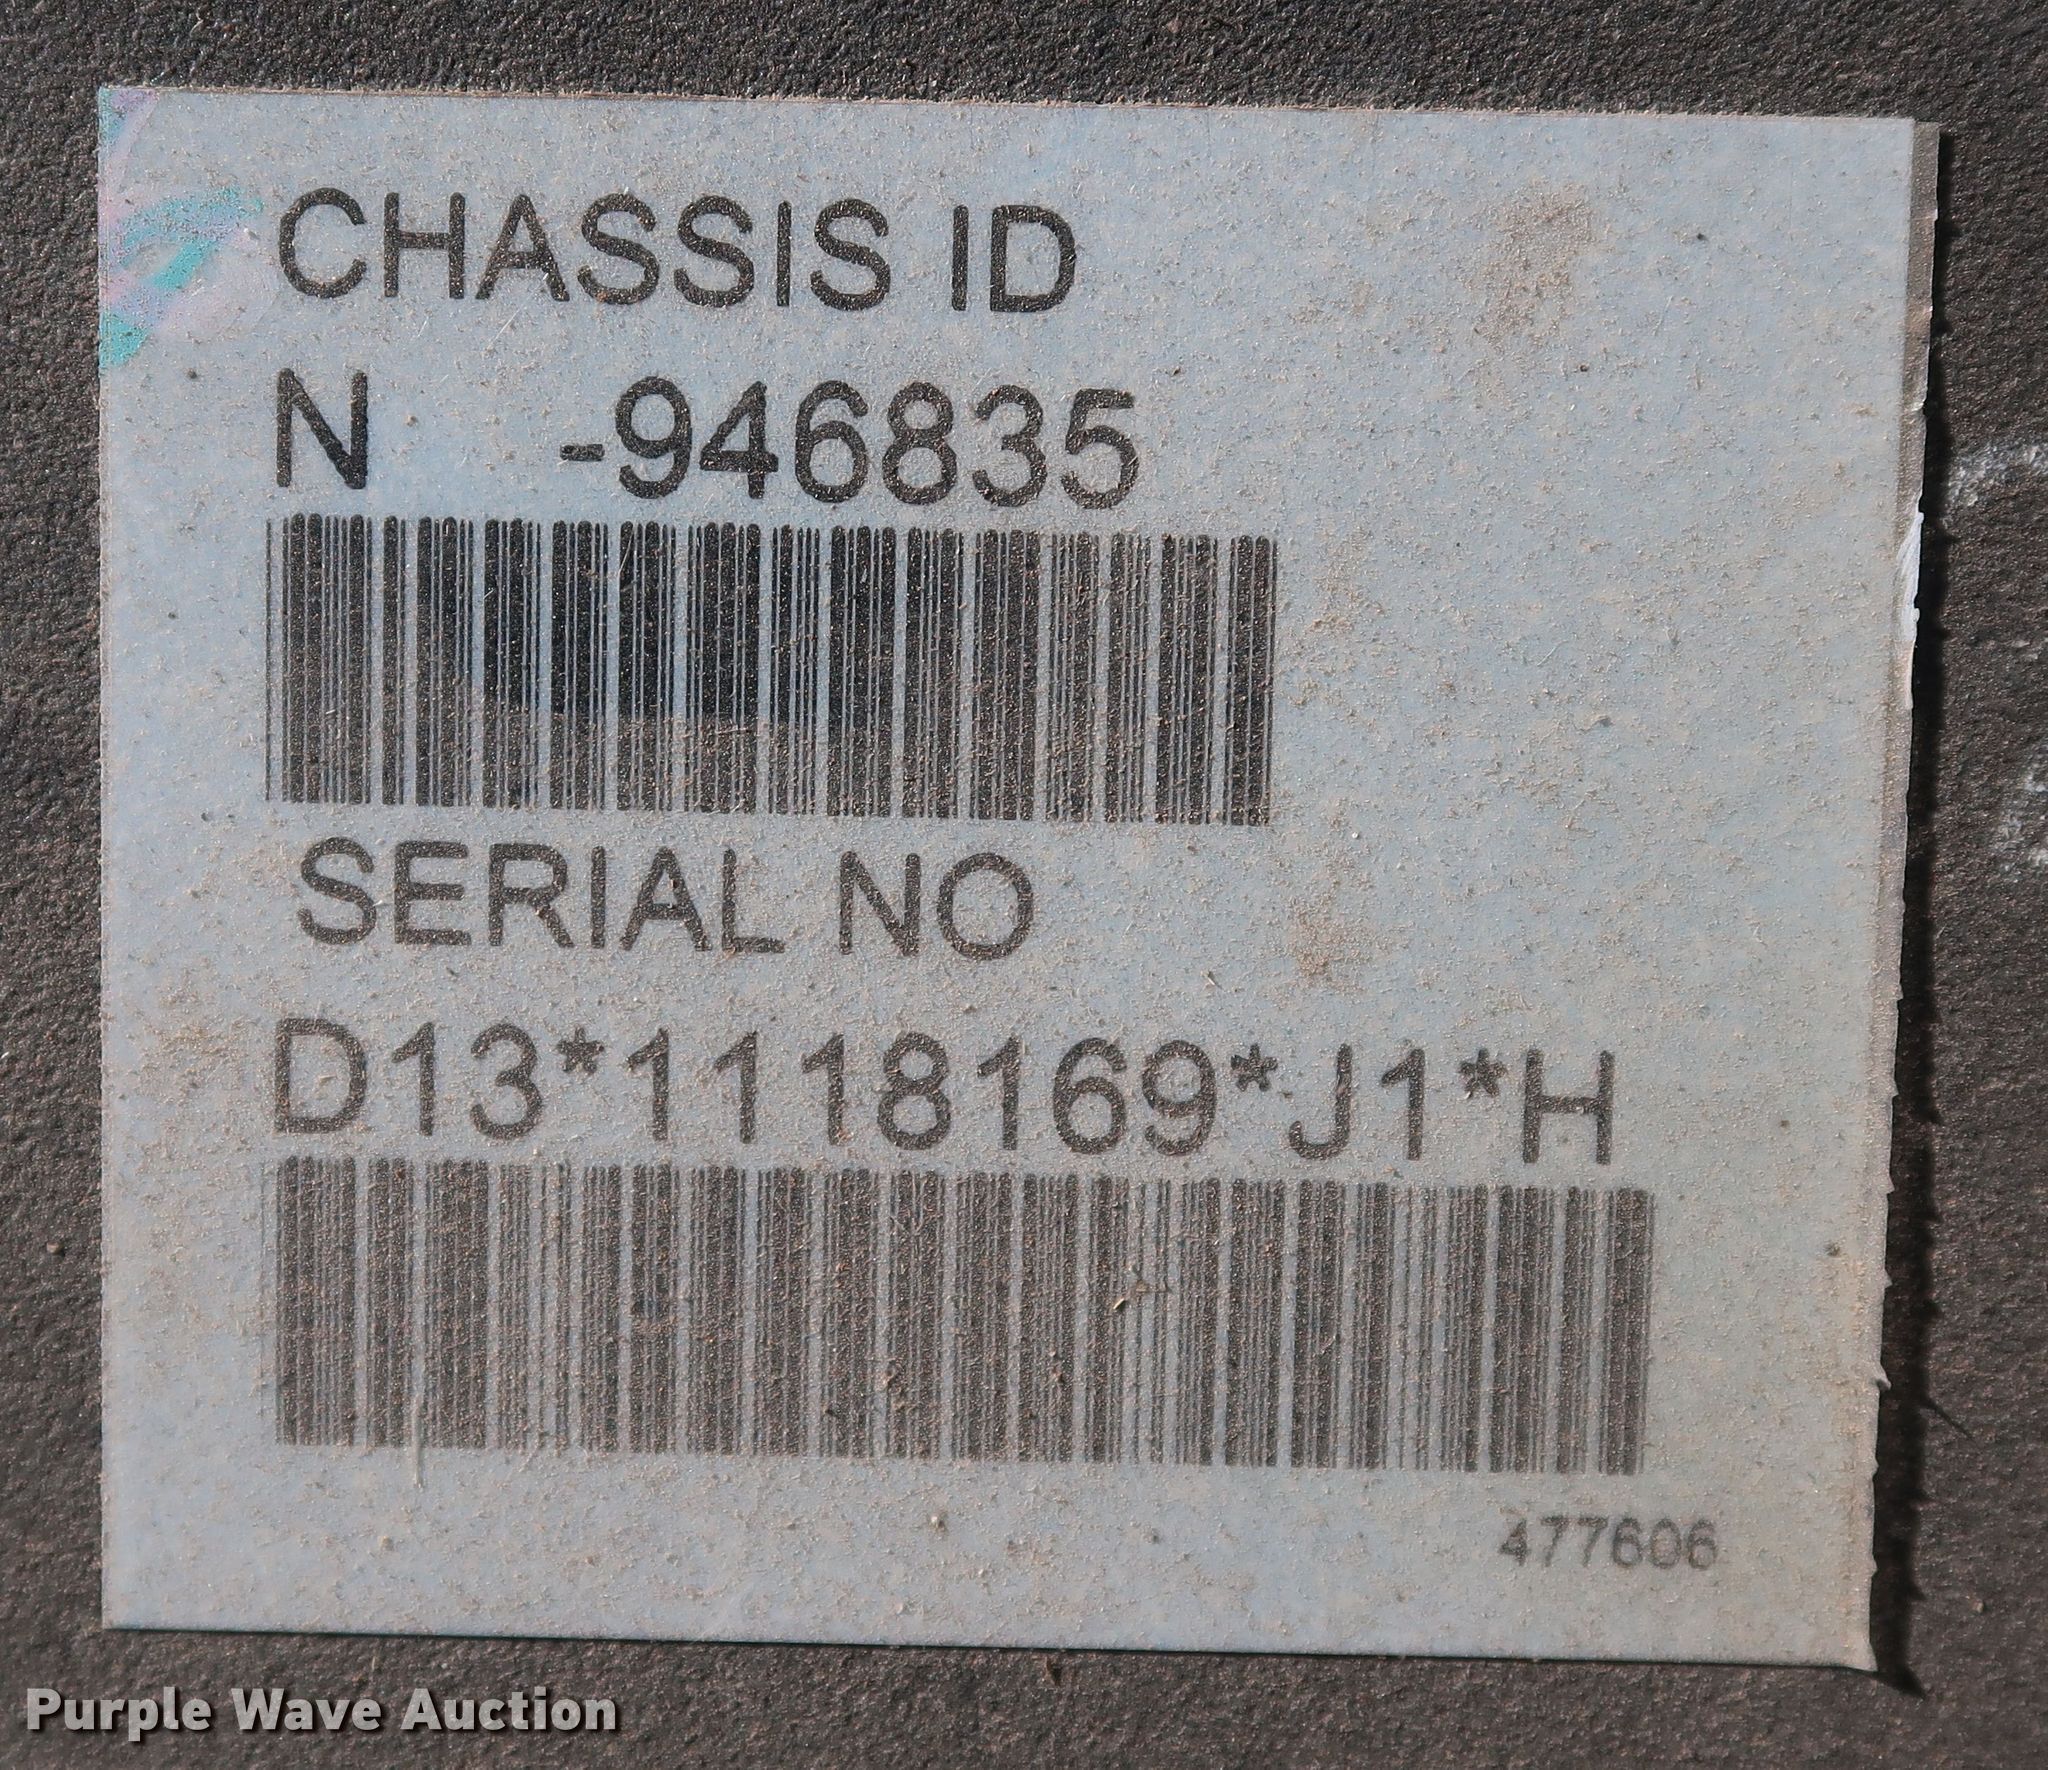 CHASSIS ID
N -946835
SERIAL NO
D13*1118169*J1*H
477606
Purple Wave Auction